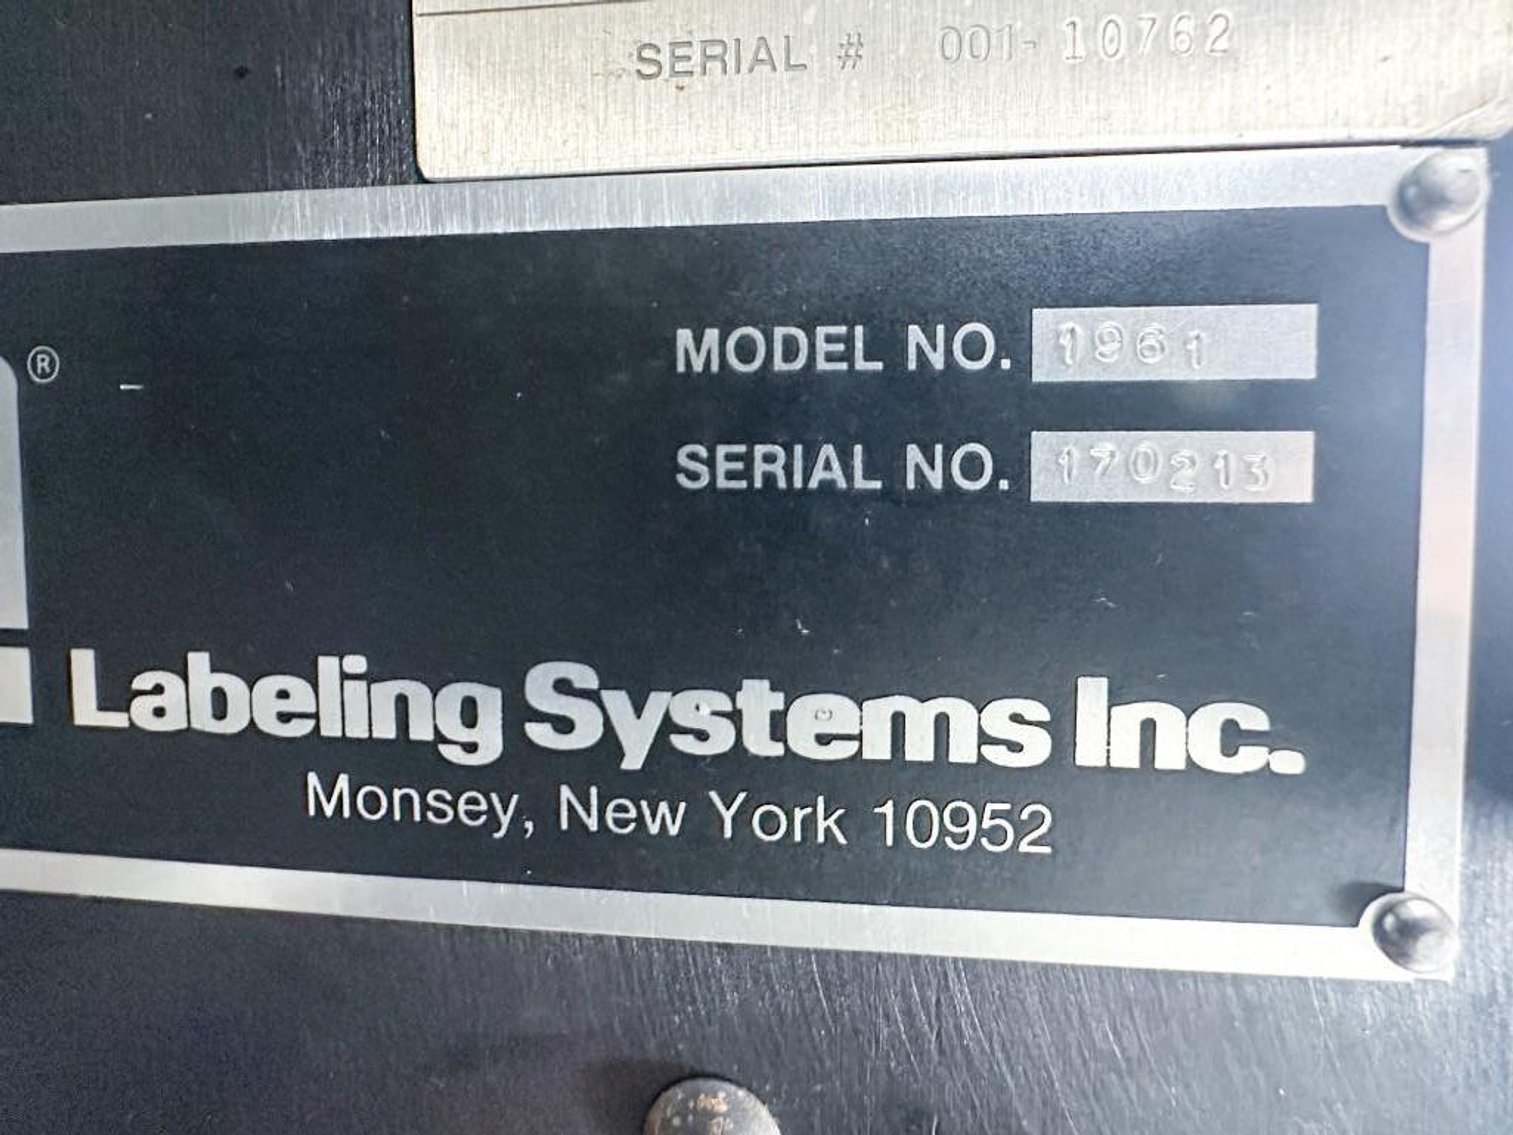 SERIAL # 001-10762
®
MODEL NO. 1961
SERIAL NO. 170213
Labeling Systems Inc.
Monsey, New York 10952